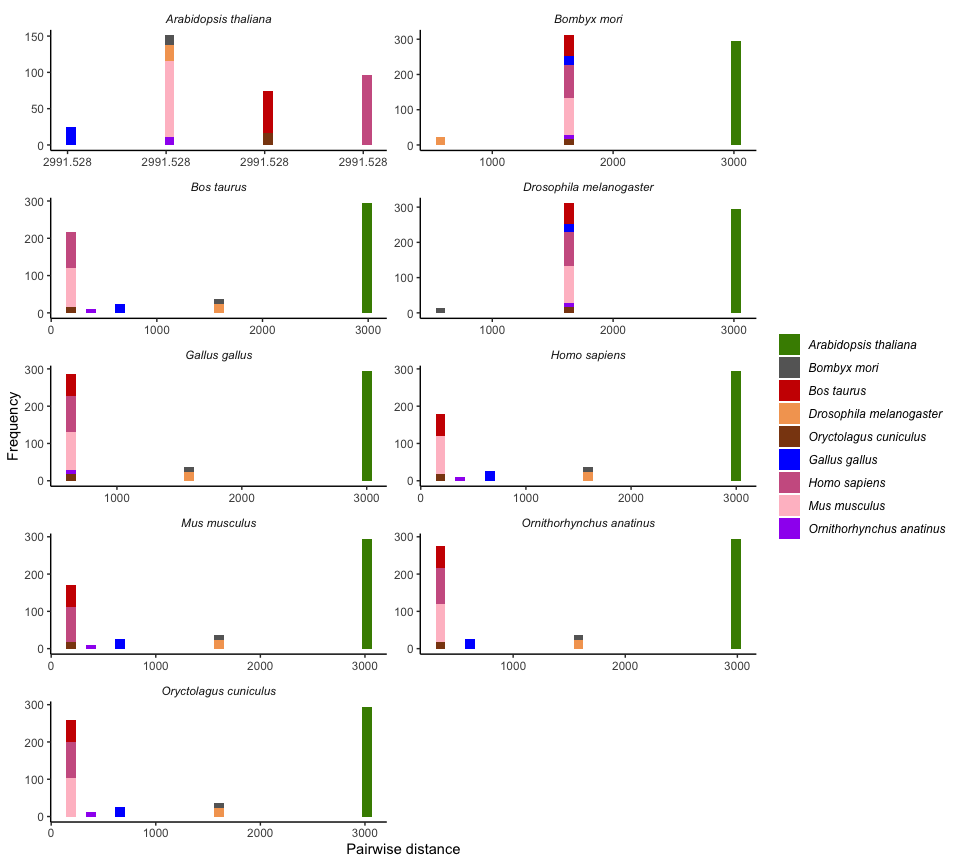 Arabidopsis thaliana
Bombyx mori
150
100
50
0
2991.528 2991.528 2991.528 2991.528
300
200
100
0
1000 2000 3000
Bos taurus
Drosophila melanogaster
300
200
100
0
0 1000 2000 3000
300
200
100
0
1000 2000 3000
Gallus gallus
Homo sapiens
300
200
100
0
1000 2000 3000
300
200
100
0
0 1000 2000 3000
Mus musculus
Ornithorhynchus anatinus
300
200
100
0
0 1000 2000 3000
300
200
100
0
1000 2000 3000
Oryctolagus cuniculus
300
200
100
0
0 1000 2000 3000
Frequency
Pairwise distance
Arabidopsis thaliana
Bombyx mori
Bos taurus
Drosophila melanogaster
Oryctolagus cuniculus
Gallus gallus
Homo sapiens
Mus musculus
Ornithorhynchus anatinus